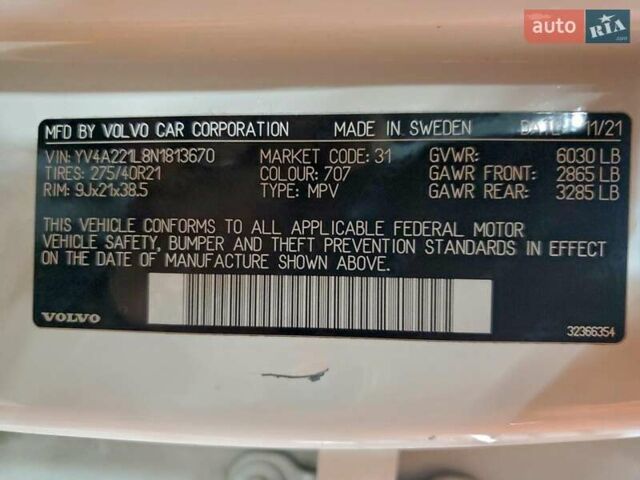 auto RIA.com
MFD BY VOLVO CAR CORPORATION MADE IN SWEDEN DATE: 11/21
VIN: YV4A221L8N1813670 MARKET CODE: 31 GVWR: 6030 LB
TIRES: 275/40R21 COLOUR: 707 GAWR FRONT: 2865 LB
RIM: 9Jx21x38.5 TYPE: MPV GAWR REAR: 3285 LB
THIS VEHICLE CONFORMS TO ALL APPLICABLE FEDERAL MOTOR
VEHICLE SAFETY, BUMPER AND THEFT PREVENTION STANDARDS IN EFFECT
ON THE DATE OF MANUFACTURE SHOWN ABOVE.
VOLVO 32366354